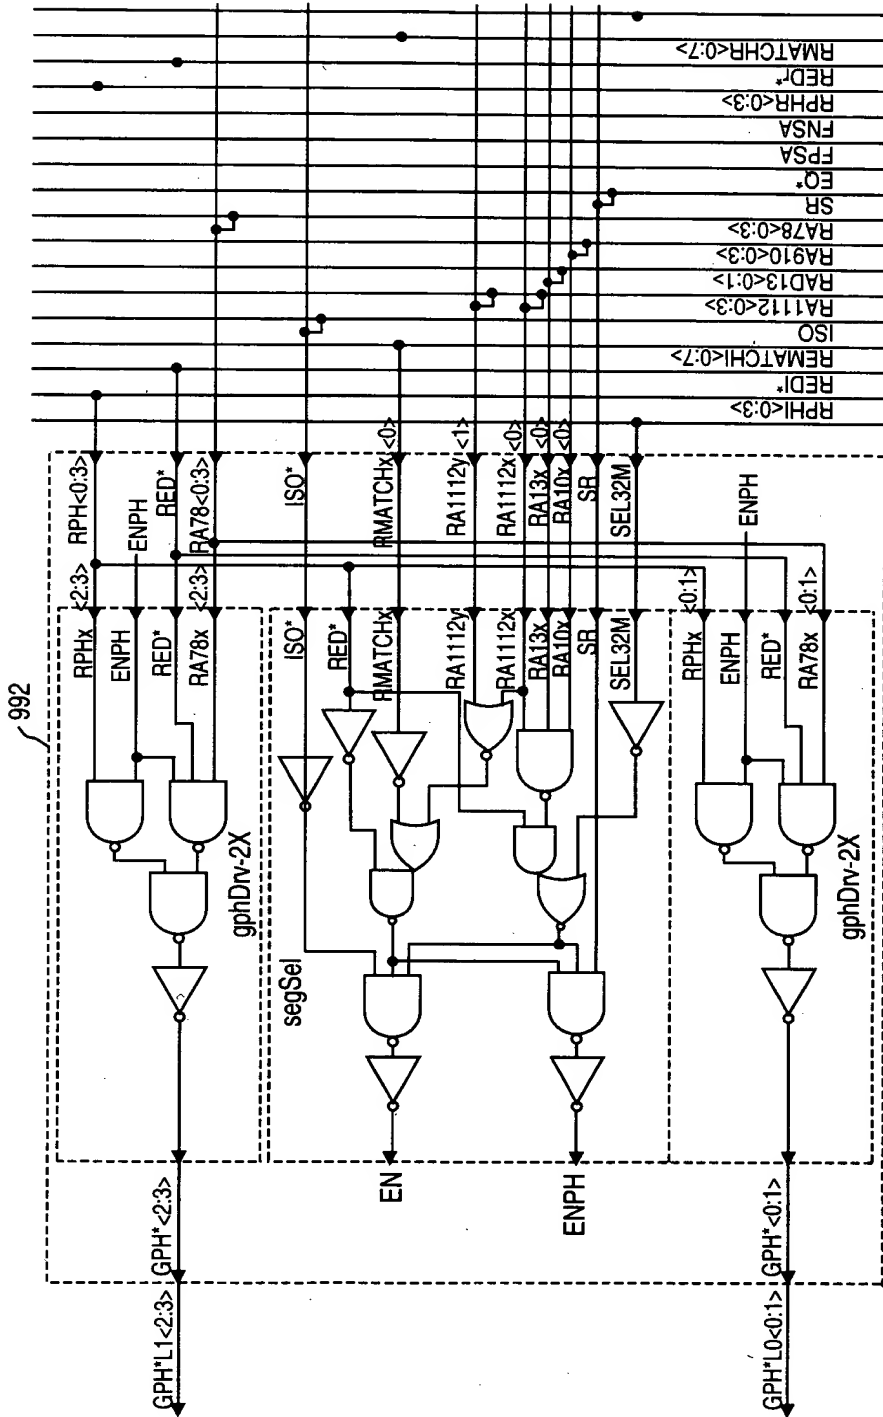 992
RMATCHR<0:7>
REDr*
RPHR<0:3>
FNSA
FPSA
EQ*
SR
RA78<0:3>
RA910<0:3>
RAD13<0:1>
RA1112<0:3>
ISO
REMATCHI<0:7>
REDI*
RPHI<0:3>
RPH<0:3>
ENPH
RED*
RA78<0:3>
ISO*
RMATCHx <0>
RA1112y <1>
RA1112x <0>
RA13x <0>
RA10x <0>
SR
SEL32M
ENPH
RPHx <2:3>
ENPH
RED*
RA78x <2:3>
ISO*
RED*
RMATCHx
RA1112y
RA1112x
RA13x
RA10x
SR
SEL32M
RPHx <0:1>
ENPH
RED*
RA78x <0:1>
gphDrv-2X
segSel
gphDrv-2X
EN
ENPH
GPH*<2:3>
GPH*<0:1>
GPH*L1<2:3>
GPH*L0<0:1>